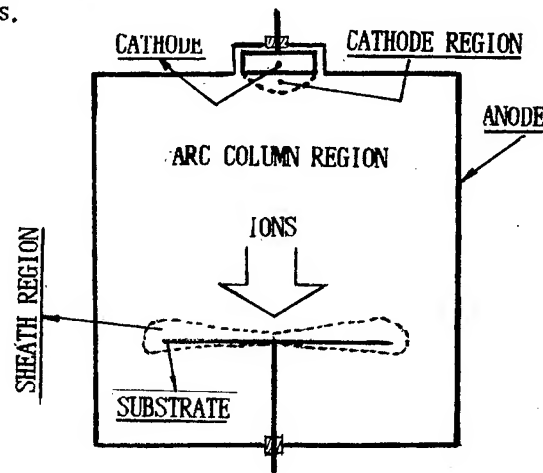 s.
CATHODE
CATHODE REGION
ANODE
ARC COLUMN REGION
IONS
SHEATH REGION
SUBSTRATE